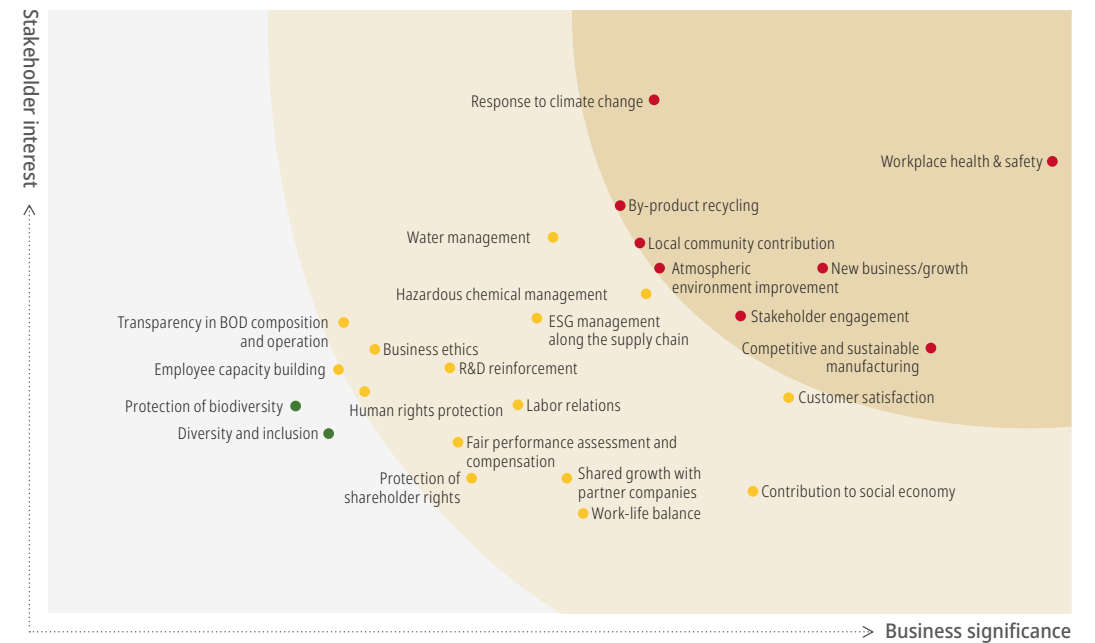 Stakeholder interest
Response to climate change
Workplace health & safety
By-product recycling
Water management
Local community contribution
Atmospheric
environment improvement
New business/growth
Hazardous chemical management
Transparency in BOD composition
and operation
ESG management
along the supply chain
Stakeholder engagement
Business ethics
Competitive and sustainable
manufacturing
Employee capacity building
R&D reinforcement
Customer satisfaction
Protection of biodiversity
Human rights protection
Labor relations
Diversity and inclusion
Fair performance assessment and
compensation
Protection of
shareholder rights
Shared growth with
partner companies
Contribution to social economy
Work-life balance
Business significance